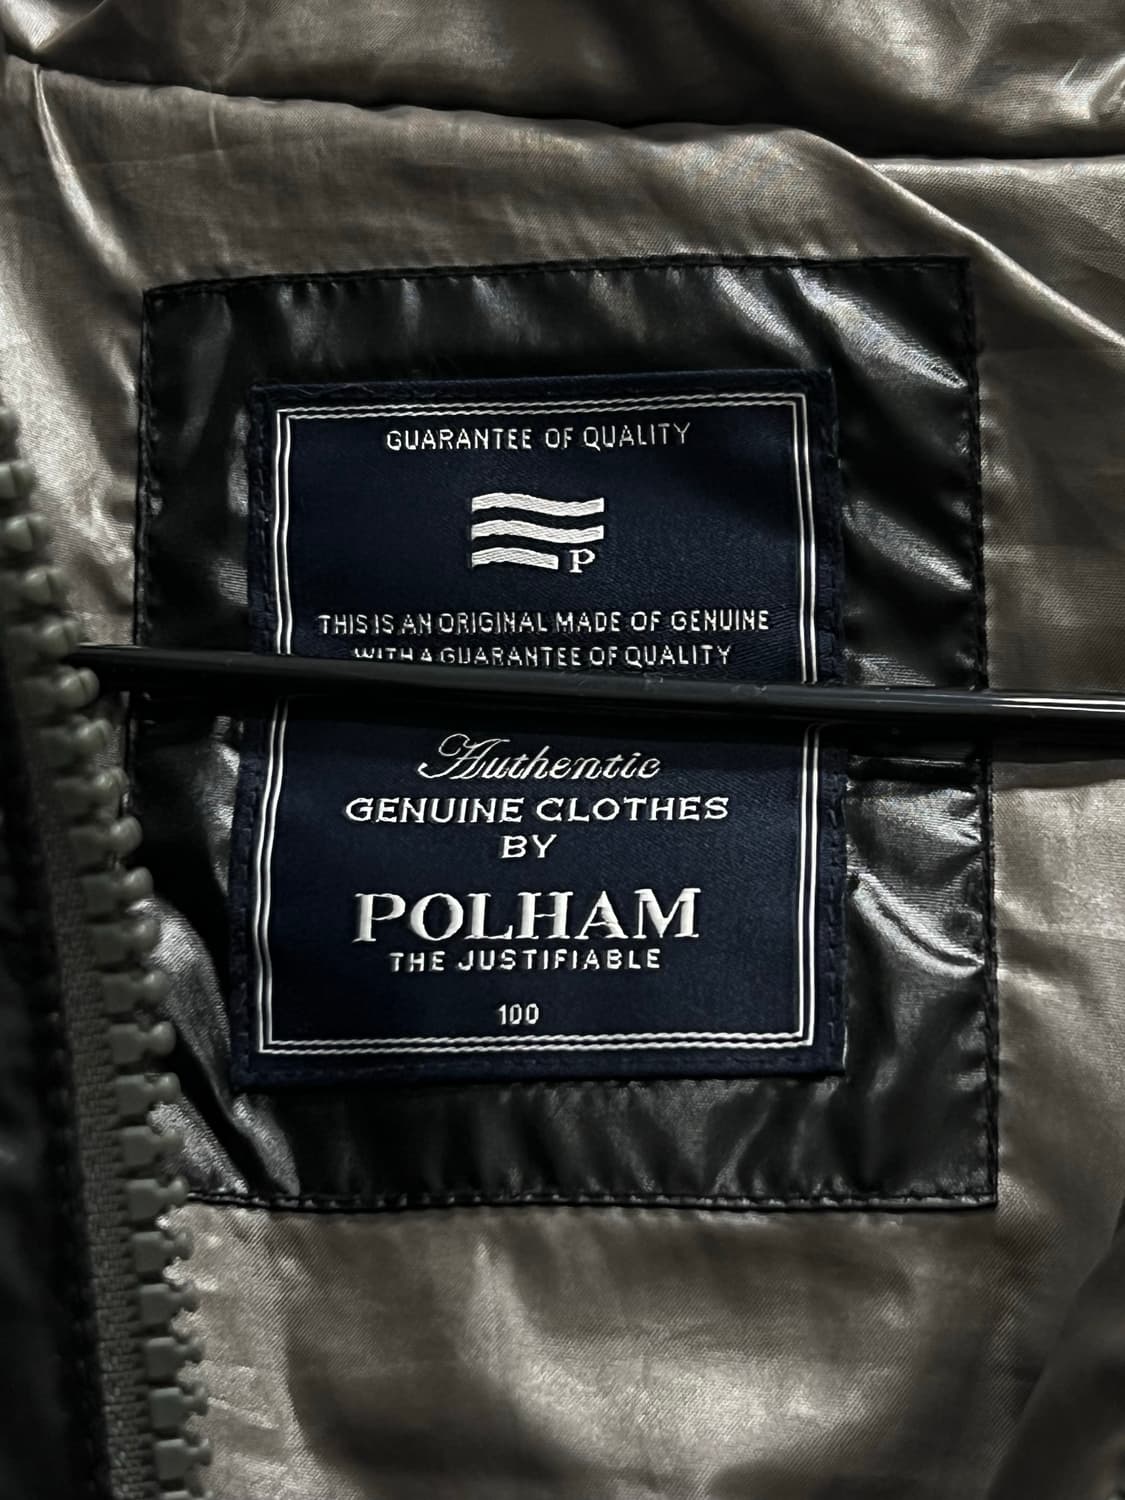 GUARANTEE OF QUALITY
P
THIS IS AN ORIGINAL MADE OF GENUINE
WITH A GUARANTEE OF QUALITY
Authentic
GENUINE CLOTHES
BY
POLHAM
THE JUSTIFIABLE
100